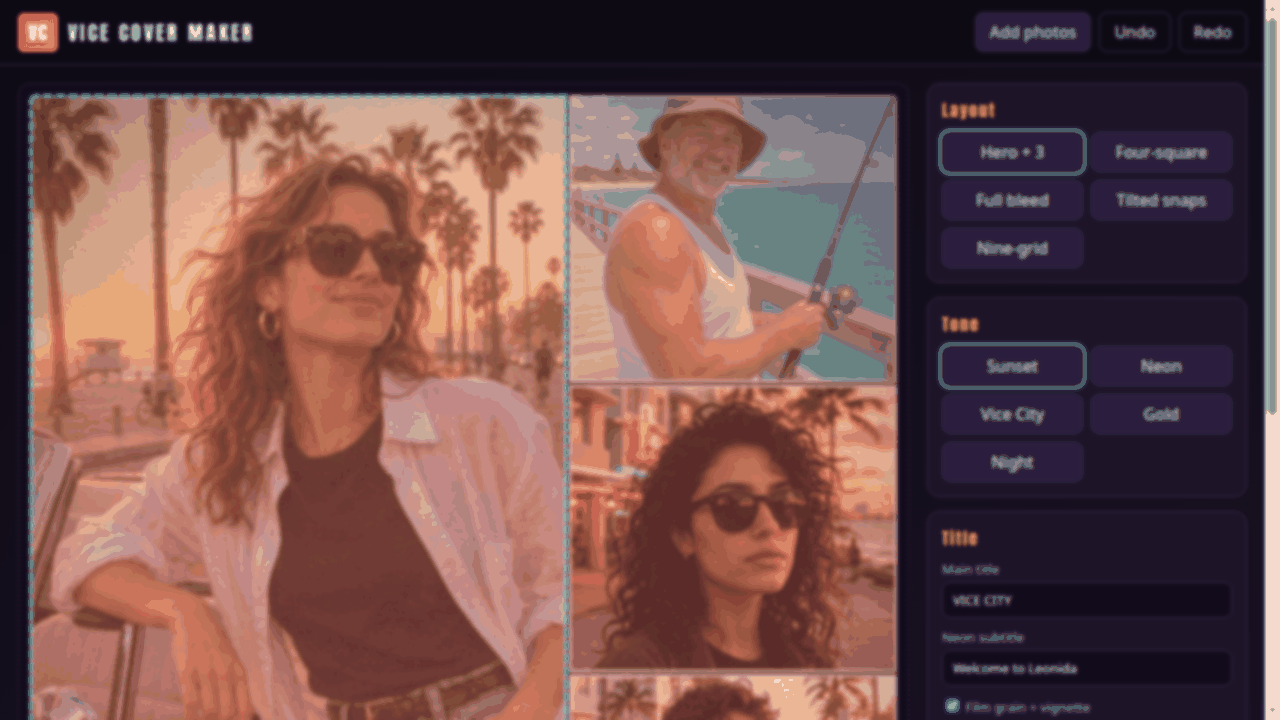 VC VICE COVER MAKER
Add photos Undo Redo
Layout
Hero + 3 Four-square
Full bleed Tilted snaps
Nine-grid
Tone
Sunset Neon
Vice City Gold
Night
Title
Main title
VICE CITY
Neon subtitle
Welcome to Leonida
Film grain + vignette